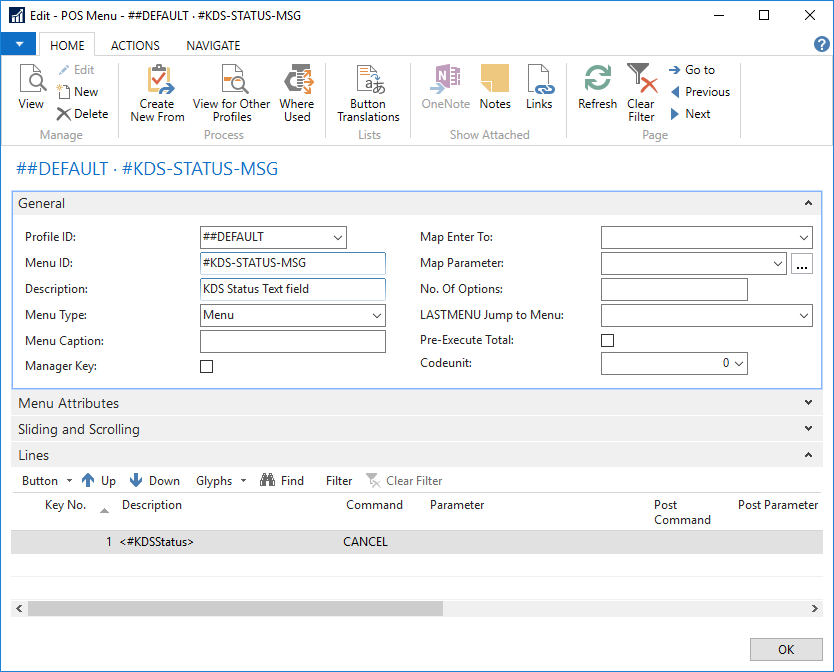 Edit - POS Menu - ##DEFAULT · #KDS-STATUS-MSG
HOME ACTIONS NAVIGATE ?
View Edit New Delete
Create New From View for Other Profiles Where Used
Button Translations
OneNote Notes Links
Refresh Clear Filter Go to Previous Next
Manage Process Lists Show Attached Page
##DEFAULT · #KDS-STATUS-MSG
General
Profile ID: ##DEFAULT Map Enter To:
Menu ID: #KDS-STATUS-MSG Map Parameter: ...
Description: KDS Status Text field No. Of Options:
Menu Type: Menu LASTMENU Jump to Menu:
Menu Caption: Pre-Execute Total:
Manager Key: Codeunit: 0
Menu Attributes
Sliding and Scrolling
Lines
Button Up Down Glyphs Find Filter Clear Filter
Key No. Description Command Parameter Post Command Post Parameter
1 <#KDSStatus> CANCEL
OK